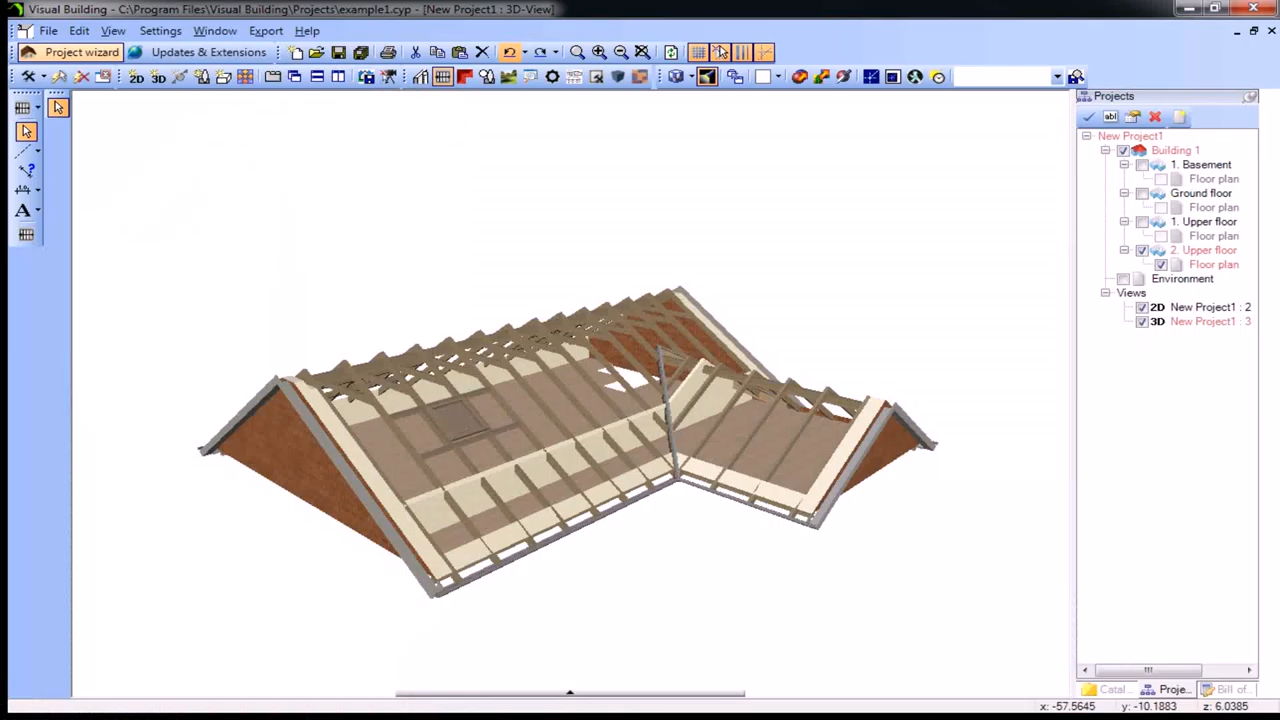 Visual Building - C:\Program Files\Visual Building\Projects\example1.cyp - [New Project1 : 3D-View]
File Edit View Settings Window Export Help
Project wizard Updates & Extensions
2D 3D
A
Projects
abl
New Project1
Building 1
1. Basement
Floor plan
Ground floor
Floor plan
1. Upper floor
Floor plan
2. Upper floor
Floor plan
Environment
Views
2D New Project1 : 2
3D New Project1 : 3
Catal... Proje... Bill of...
x: -57.5645 y: -10.1883 z: 6.0385